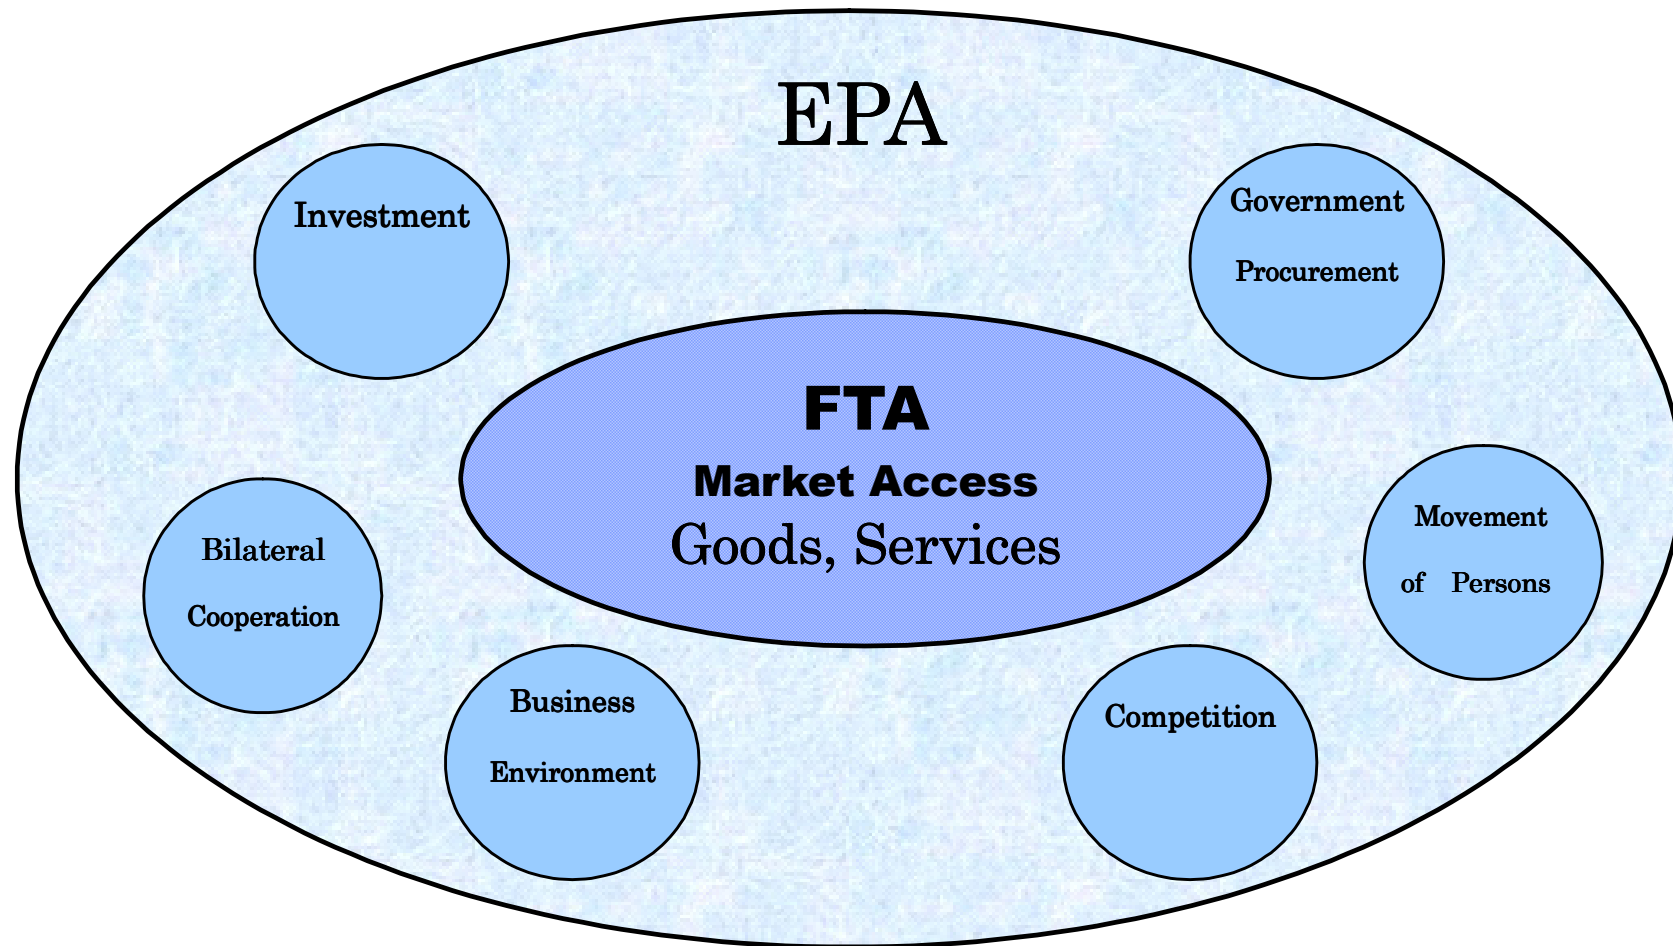 EPA
Investment
Government
Procurement
FTA
Market Access
Goods, Services
Bilateral
Cooperation
Movement
of Persons
Business
Environment
Competition